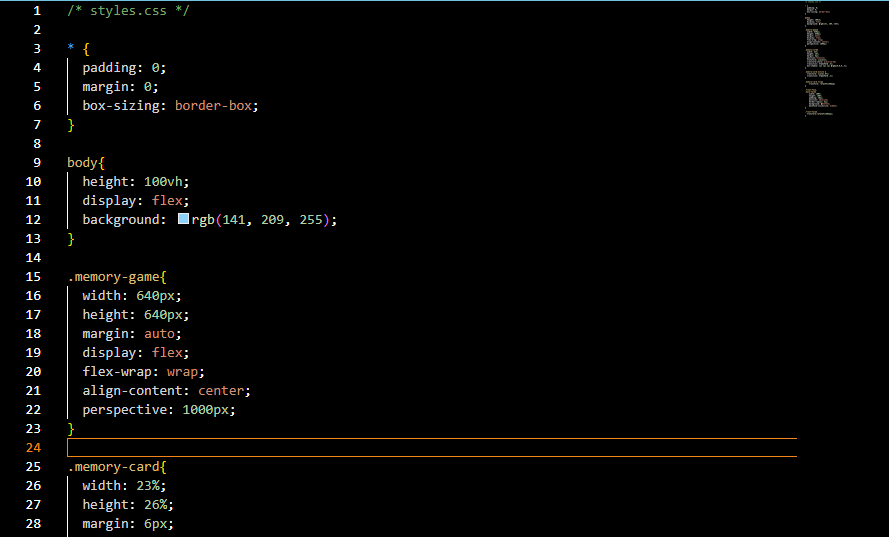 1 /* styles.css */
2
3 * {
4 padding: 0;
5 margin: 0;
6 box-sizing: border-box;
7 }
8
9 body{
10 height: 100vh;
11 display: flex;
12 background: rgb(141, 209, 255);
13 }
14
15 .memory-game{
16 width: 640px;
17 height: 640px;
18 margin: auto;
19 display: flex;
20 flex-wrap: wrap;
21 align-content: center;
22 perspective: 1000px;
23 }
24
25 .memory-card{
26 width: 23%;
27 height: 26%;
28 margin: 6px;